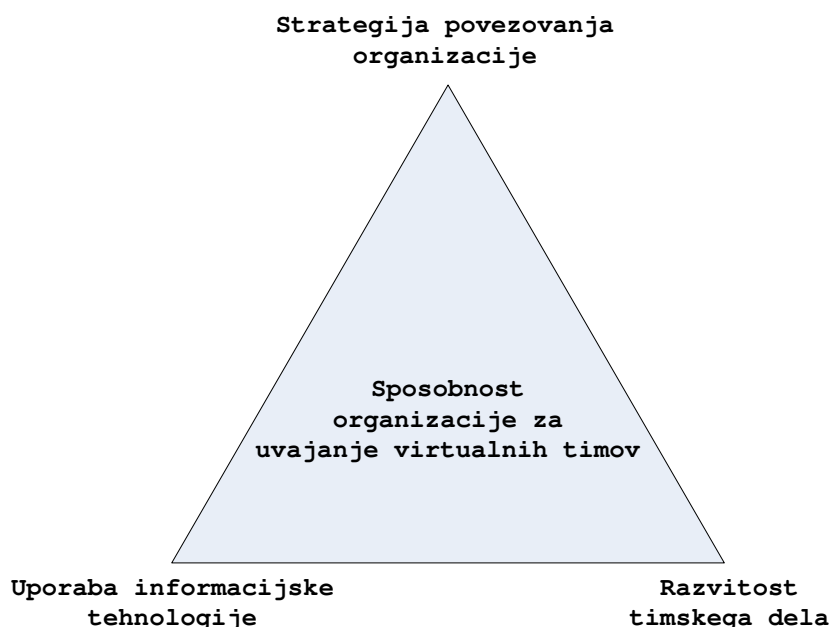 Strategija povezovanja
organizacije
Sposobnost
organizacije za
uvajanje virtualnih timov
Uporaba informacijske
tehnologije
Razvitost
timskega dela